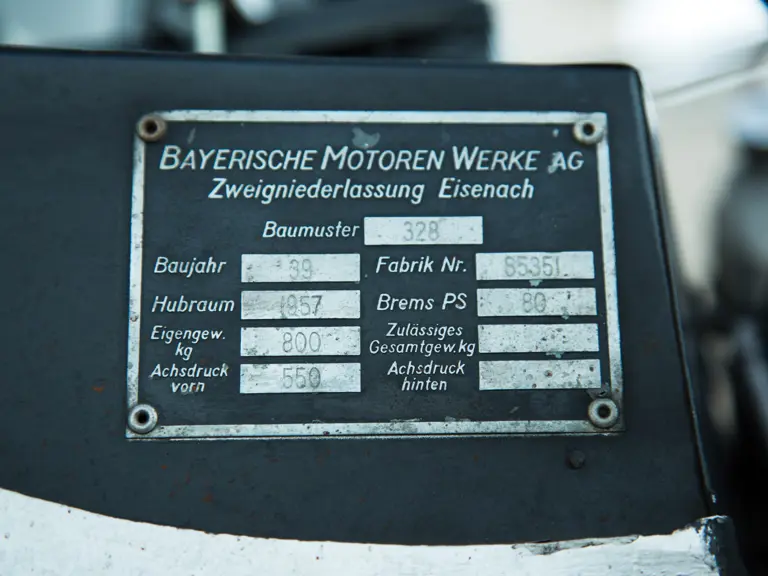 BAYERISCHE MOTOREN WERKE AG
Zweigniederlassung Eisenach
Baumuster 328
Baujahr 39 Fabrik Nr. 85351
Hubraum 1957 Brems PS 80
Eigengew. kg 800 Zulässiges Gesamtgew.kg
Achsdruck vorn 550 Achsdruck hinten